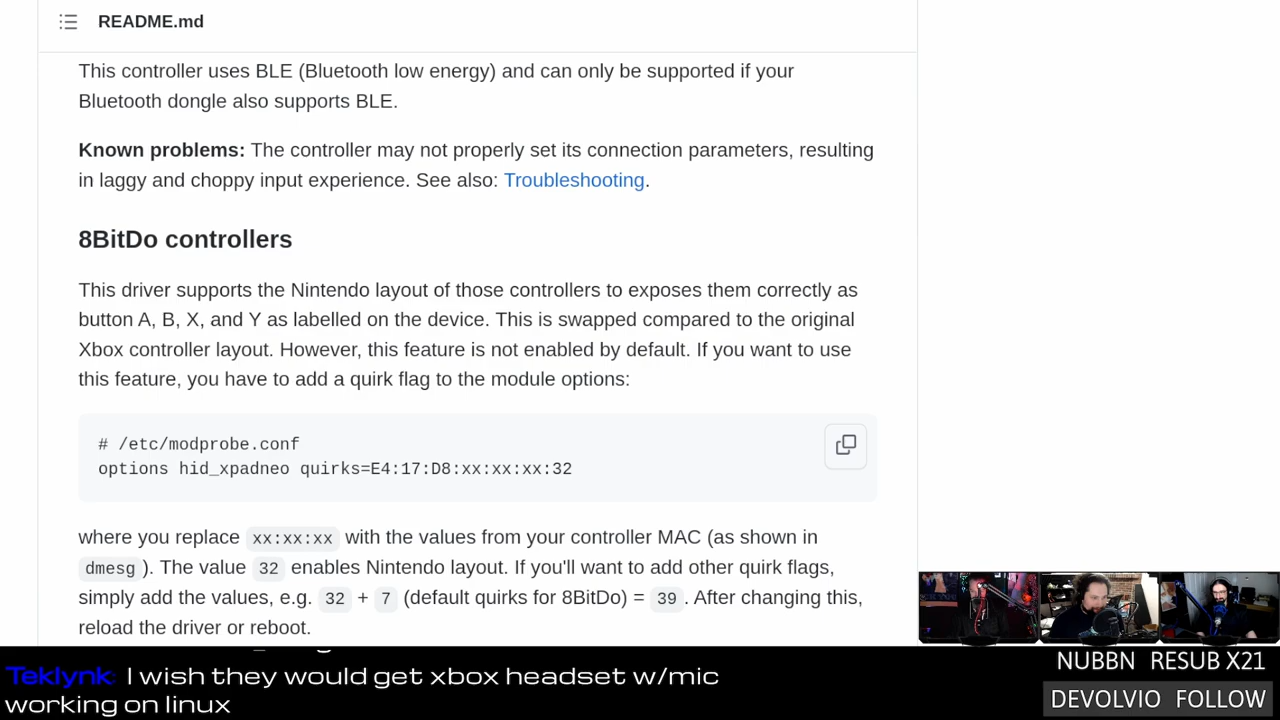 README.md
This controller uses BLE (Bluetooth low energy) and can only be supported if your
Bluetooth dongle also supports BLE.
Known problems: The controller may not properly set its connection parameters, resulting
in laggy and choppy input experience. See also: Troubleshooting.
8BitDo controllers
This driver supports the Nintendo layout of those controllers to exposes them correctly as
button A, B, X, and Y as labelled on the device. This is swapped compared to the original
Xbox controller layout. However, this feature is not enabled by default. If you want to use
this feature, you have to add a quirk flag to the module options:
# /etc/modprobe.conf
options hid_xpadneo quirks=E4:17:D8:xx:xx:xx:32
where you replace xx:xx:xx with the values from your controller MAC (as shown in
dmesg ). The value 32 enables Nintendo layout. If you'll want to add other quirk flags,
simply add the values, e.g. 32 + 7 (default quirks for 8BitDo) = 39 . After changing this,
reload the driver or reboot.
Teklynk: I wish they would get xbox headset w/mic
working on linux
NUBBN RESUB X21
DEVOLVIO FOLLOW